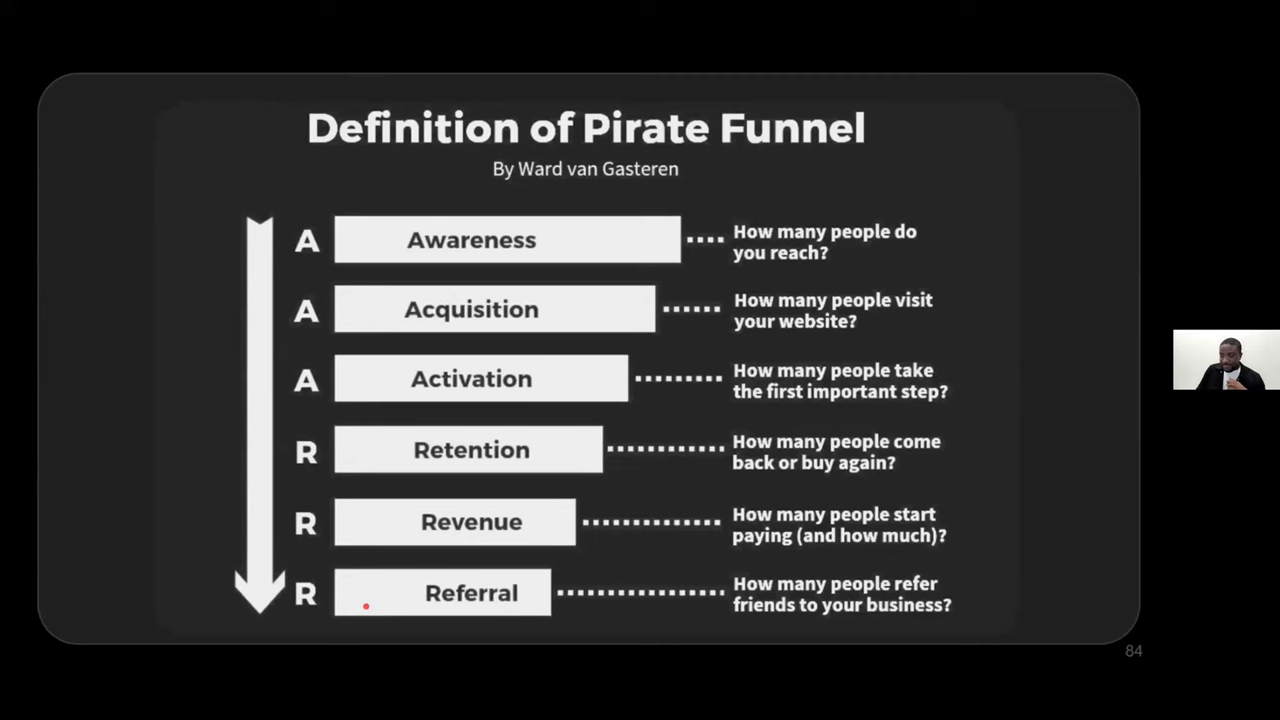 Definition of Pirate Funnel
By Ward van Gasteren
A Awareness How many people do
you reach?
A Acquisition How many people visit
your website?
A Activation How many people take
the first important step?
R Retention How many people come
back or buy again?
R Revenue How many people start
paying (and how much)?
R Referral How many people refer
friends to your business?
84